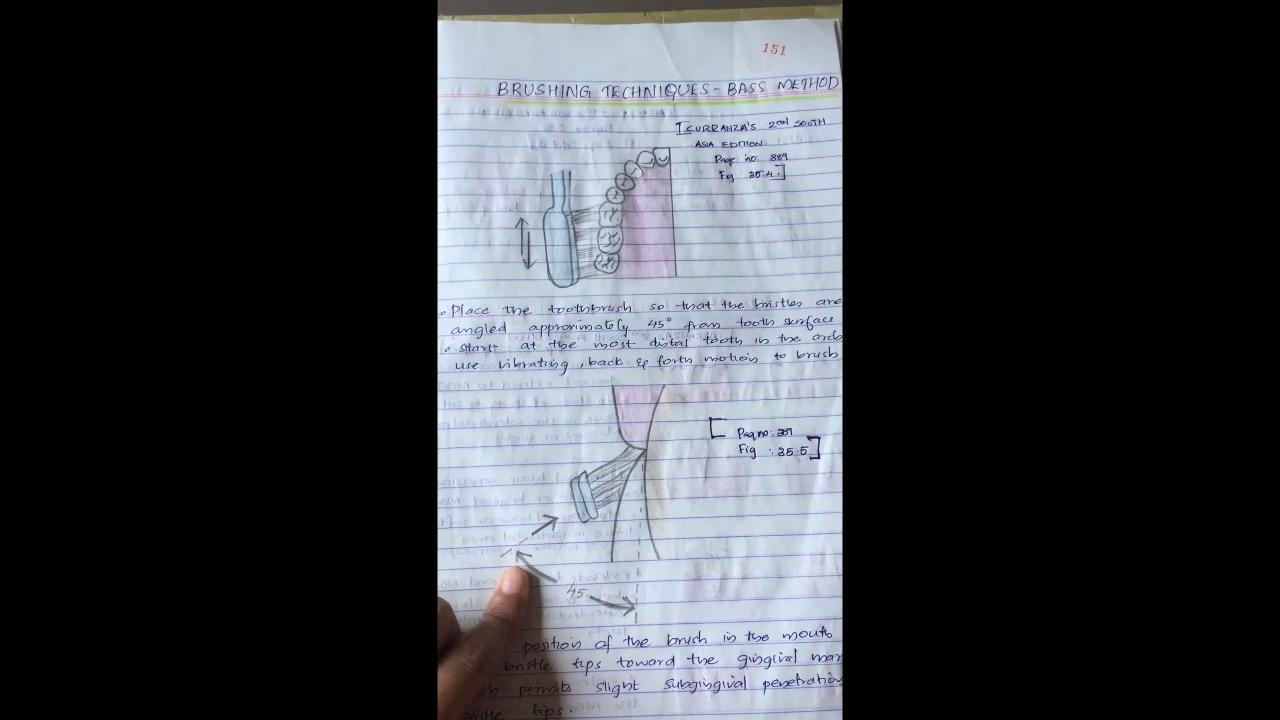 151
BRUSHING TECHNIQUES - BASS METHOD
[CURRANZA'S 2nd SOUTH
ASIA EDITION.
Page no: 389
Fig 35.4.]
• Place the toothbrush so that the bristles are
angled approximately 45° from tooth surface
• Start at the most distal tooth in the arch
use vibrating, back & forth motion to brush
[Pag no:
Fig : 35.5]
45
position of the brush in the mouth
tips toward the gingival mar
permits slight subgingival penetration
tips.